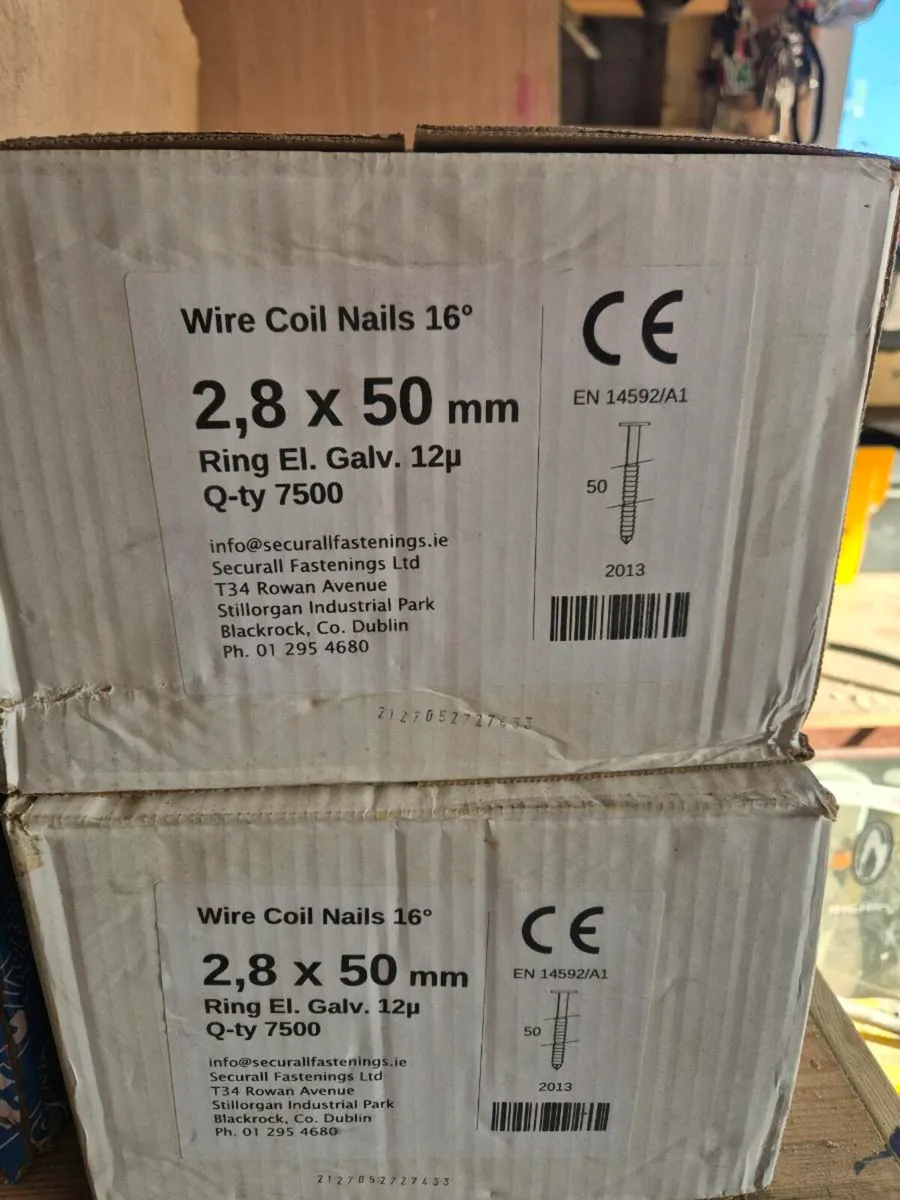 Wire Coil Nails 16°
2,8 x 50 mm
Ring El. Galv. 12µ
Q-ty 7500
info@securallfastenings.ie
Securall Fastenings Ltd
T34 Rowan Avenue
Stillorgan Industrial Park
Blackrock, Co. Dublin
Ph. 01 295 4680
CE
EN 14592/A1
50
2013
2127052727433
Wire Coil Nails 16°
2,8 x 50 mm
Ring El. Galv. 12µ
Q-ty 7500
info@securallfastenings.ie
Securall Fastenings Ltd
T34 Rowan Avenue
Stillorgan Industrial Park
Blackrock, Co. Dublin
Ph. 01 295 4680
CE
EN 14592/A1
50
2013
2127052727433